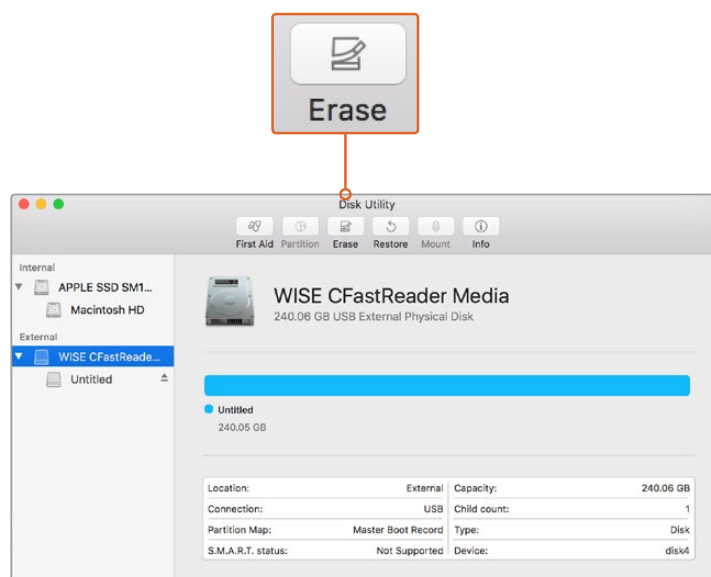 Erase
Disk Utility
First Aid Partition Erase Restore Mount Info
Internal
APPLE SSD SM1...
Macintosh HD
External
WISE CFastReade...
Untitled
WISE CFastReader Media
240.06 GB USB External Physical Disk
Untitled
240.05 GB
Location: External Capacity: 240.06 GB
Connection: USB Child count: 1
Partition Map: Master Boot Record Type: Disk
S.M.A.R.T. status: Not Supported Device: disk4